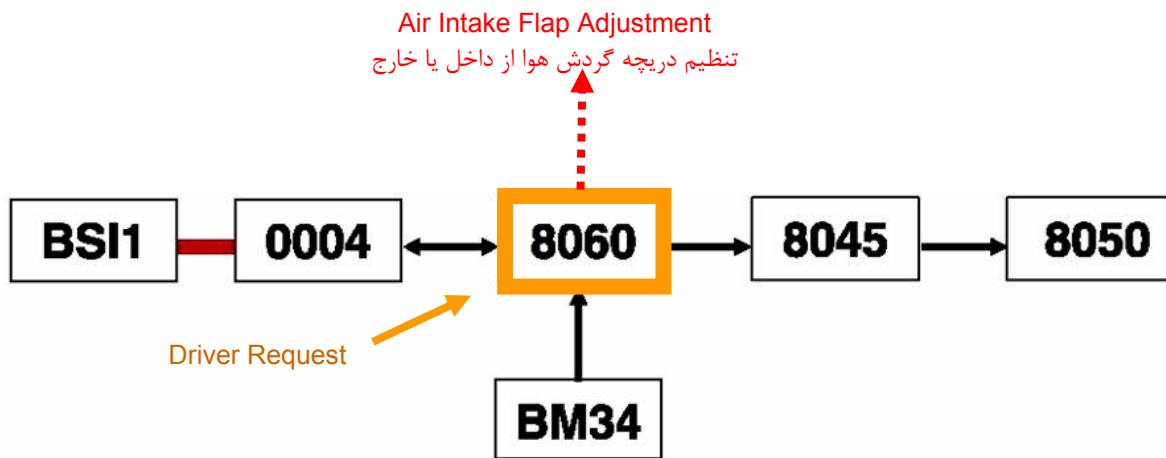 Air Intake Flap Adjustment
تنظیم دریچه گردش هوا از داخل یا خارج
BSI1
0004
8060
8045
8050
Driver Request
BM34